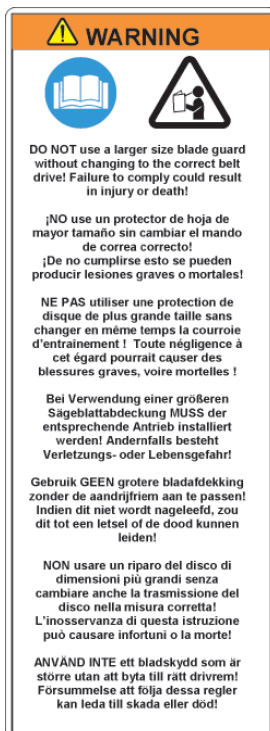 WARNING
DO NOT use a larger size blade guard
without changing to the correct belt
drive! Failure to comply could result
in injury or death!
¡NO use un protector de hoja de
mayor tamaño sin cambiar el mando
de correa correcto!
¡De no cumplirse esto se pueden
producir lesiones graves o mortales!
NE PAS utiliser une protection de
disque de plus grande taille sans
changer en même temps la courroie
d'entrainement ! Toute négligence à
cet égard pourrait causer des
blessures graves, voire mortelles !
Bei Verwendung einer größeren
Sägeblattabdeckung MUSS der
entsprechende Antrieb installiert
werden! Andernfalls besteht
Verletzungs- oder Lebensgefahr!
Gebruik GEEN grotere bladafdekking
zonder de aandrijfriem aan te passen!
Indien dit niet wordt nageleefd, zou
dit tot een letsel of de dood kunnen
leiden!
NON usare un riparo del disco di
dimensioni più grandi senza
cambiare anche la trasmissione del
disco nella misura corretta!
L'inosservanza di questa istruzione
può causare infortuni o la morte!
ANVÄND INTE ett bladskydd som är
större utan att byta till rätt drivrem!
Försummelse att följa dessa regler
kan leda till skada eller död!